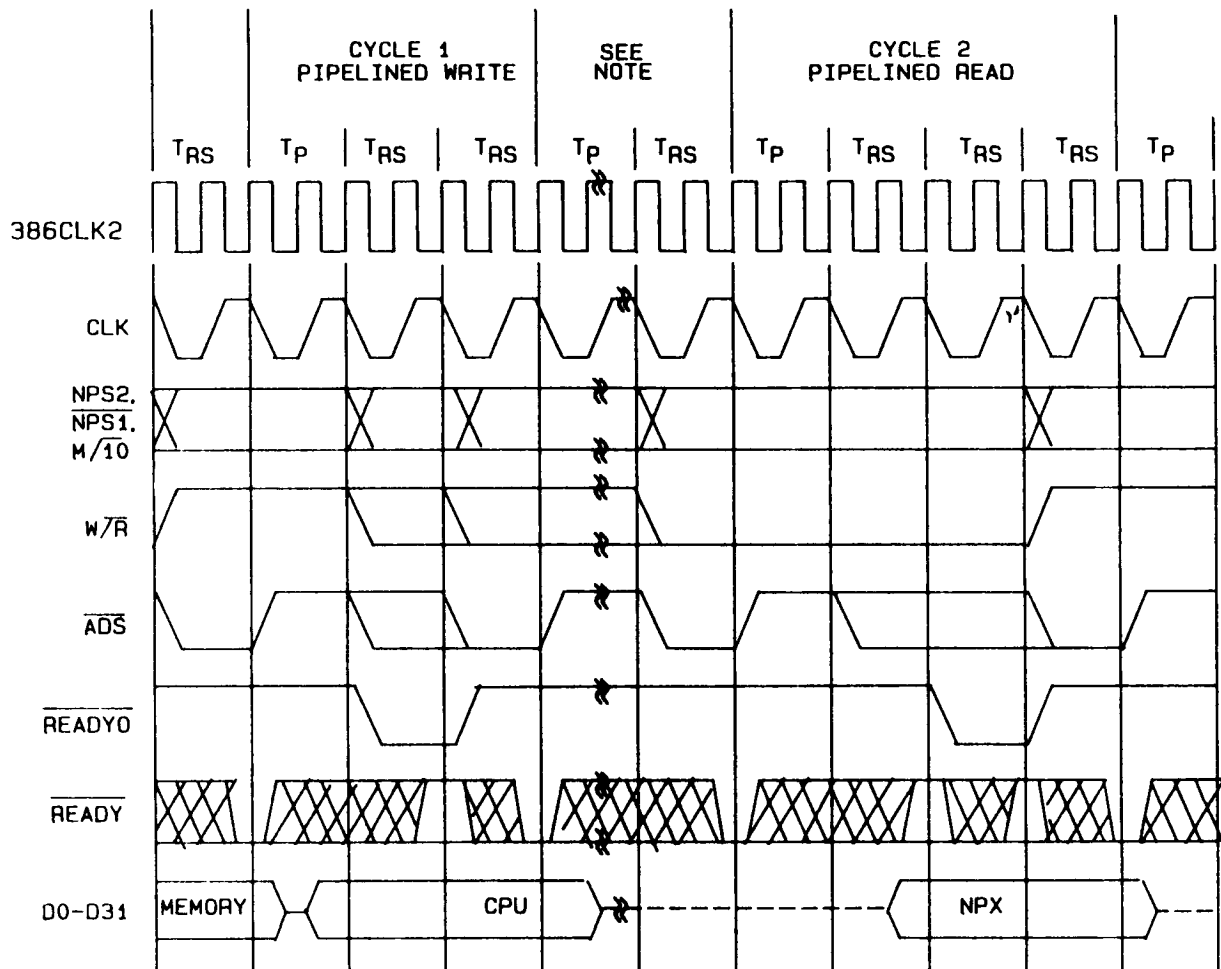 CYCLE 1
PIPELINED WRITE
SEE
NOTE
CYCLE 2
PIPELINED READ
TRS TP TRS TRS TP TRS TP TRS TRS TRS TP
386CLK2
CLK
NPS2,
NPS1,
M/IO
W/R
ADS
READYO
READY
D0-D31 MEMORY CPU NPX